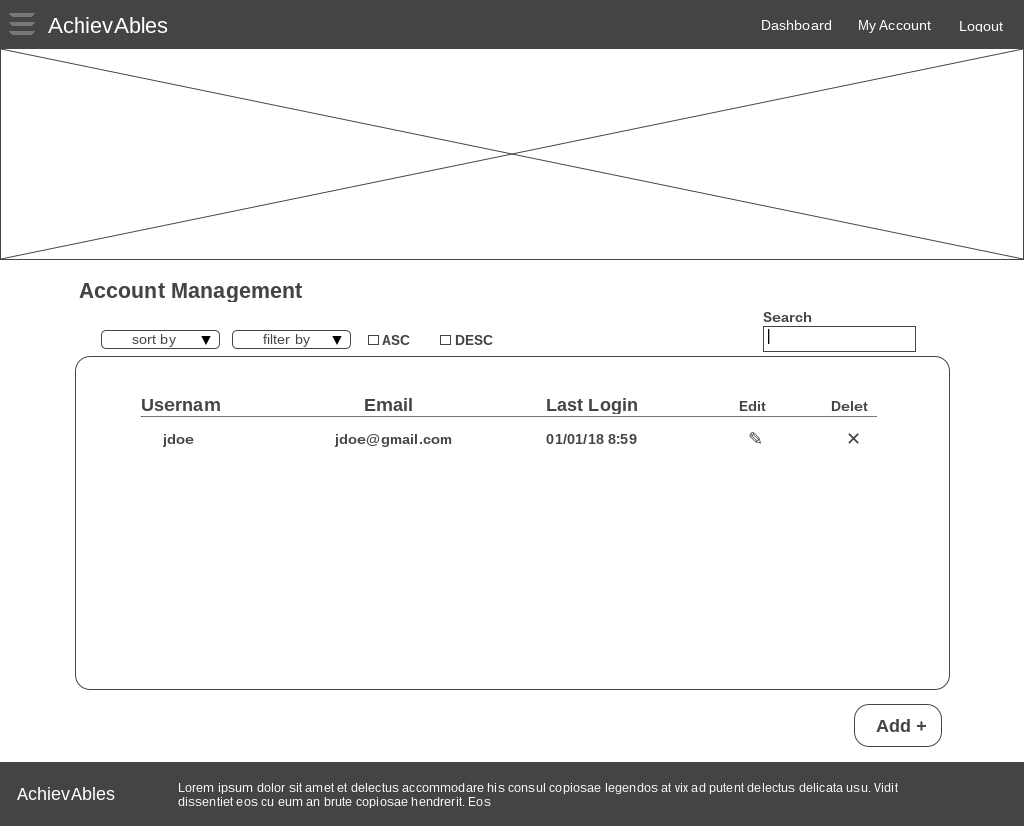 AchievAbles
Dashboard My Account Logout
Account Management
Search
sort by ▼ filter by ▼ ASC DESC
Usernam Email Last Login Edit Delet
jdoe jdoe@gmail.com 01/01/18 8:59 ✎ ✕
Add +
AchievAbles
Lorem ipsum dolor sit amet et delectus accommodare his consul copiosae legendos at vix ad putent delectus delicata usu. Vidit
dissentiet eos cu eum an brute copiosae hendrerit. Eos